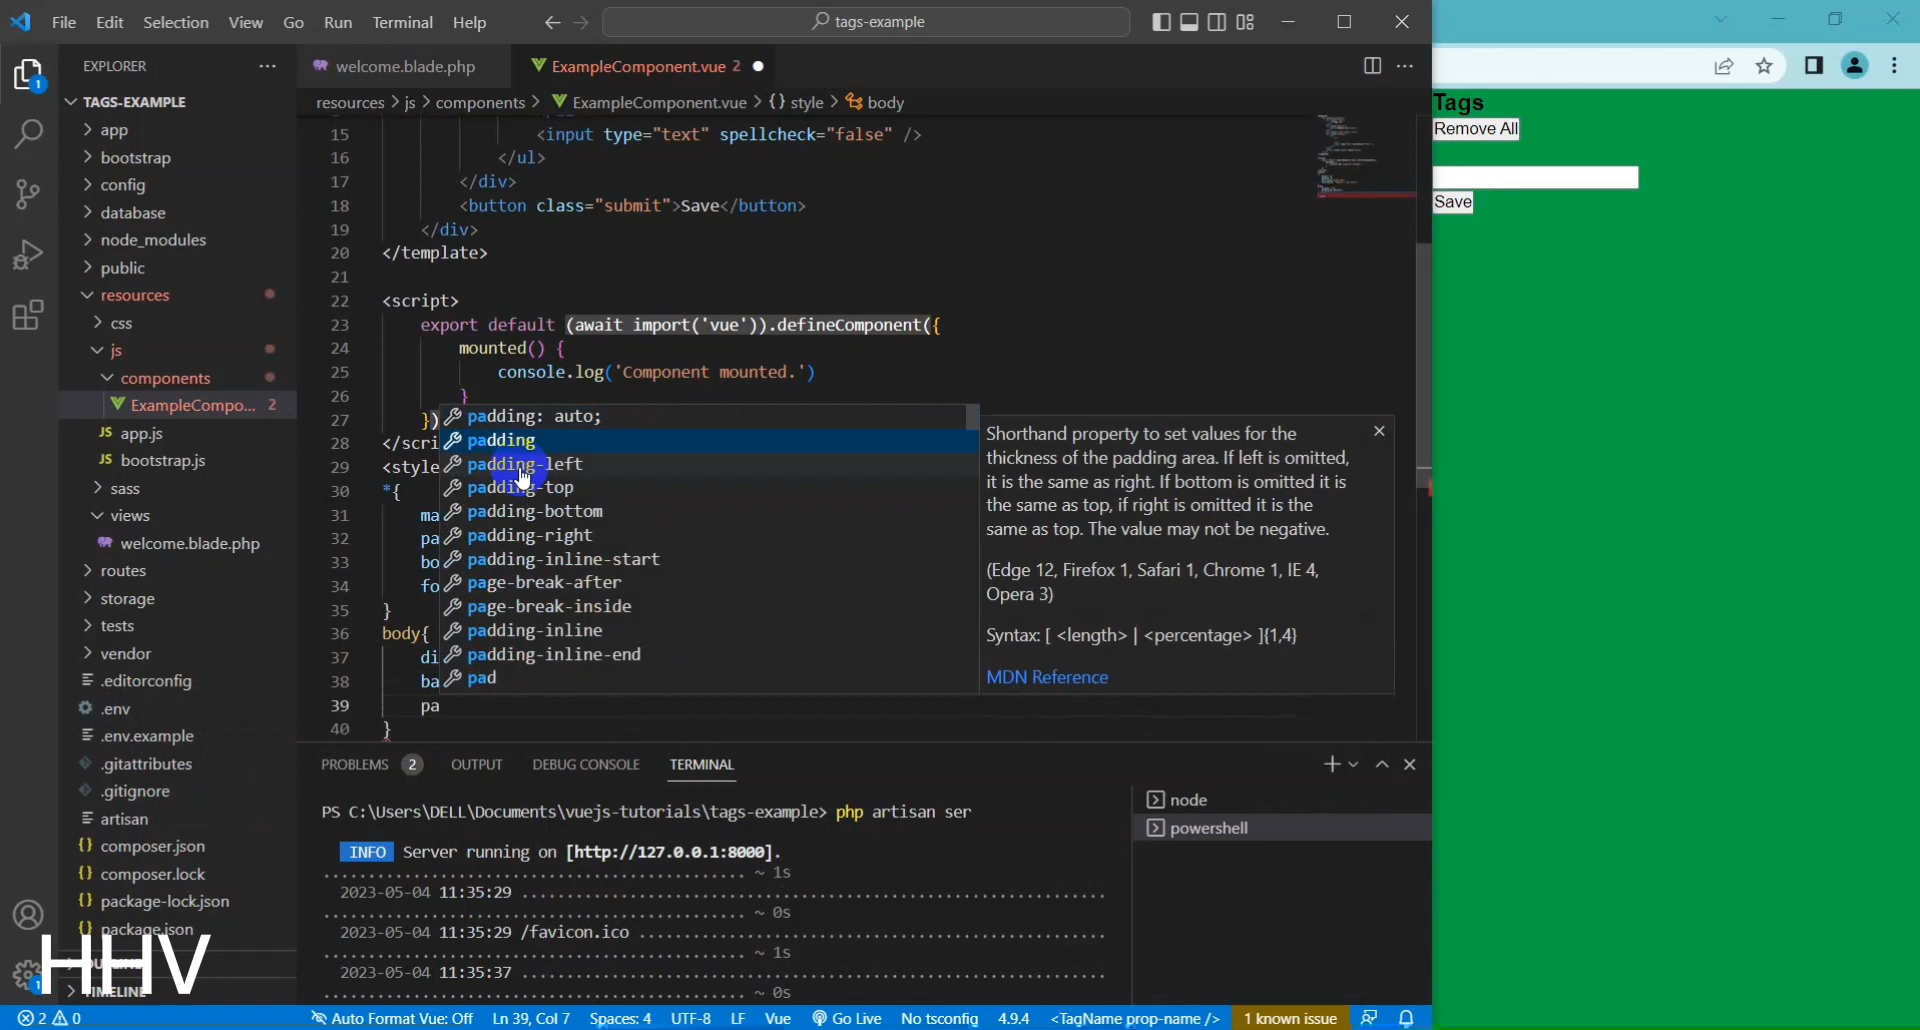 File Edit Selection View Go Run Terminal Help
tags-example
EXPLORER
TAGS-EXAMPLE
app
bootstrap
config
database
node_modules
public
resources
css
js
components
ExampleCompo... 2
JS app.js
JS bootstrap.js
sass
views
welcome.blade.php
routes
storage
tests
vendor
.editorconfig
.env
.env.example
.gitattributes
.gitignore
artisan
composer.json
composer.lock
package-lock.json
package.json
OUTLINE
TIMELINE
HHV
1
1
welcome.blade.php
ExampleComponent.vue 2
resources > js > components > ExampleComponent.vue > {} style > body
15 <input type="text" spellcheck="false" />
16 </ul>
17 </div>
18 <button class="submit">Save</button>
19 </div>
20 </template>
21
22 <script>
23 export default (await import('vue')).defineComponent({
24 mounted() {
25 console.log('Component mounted.')
26 }
27 })
28 </scri
29 <style
30 *{
31 ma
32 pa
33 bo
34 fo
35 }
36 body{
37 di
38 ba
39 pa
40 }
padding: auto;
padding
padding-left
padding-top
padding-bottom
padding-right
padding-inline-start
page-break-after
page-break-inside
padding-inline
padding-inline-end
pad
Shorthand property to set values for the
thickness of the padding area. If left is omitted,
it is the same as right. If bottom is omitted it is
the same as top, if right is omitted it is the
same as top. The value may not be negative.
(Edge 12, Firefox 1, Safari 1, Chrome 1, IE 4,
Opera 3)
Syntax: [ <length> | <percentage> ]{1,4}
MDN Reference
PROBLEMS 2 OUTPUT DEBUG CONSOLE TERMINAL
PS C:\Users\DELL\Documents\vuejs-tutorials\tags-example> php artisan ser
INFO Server running on [http://127.0.0.1:8000].
........................................... ~ 1s
2023-05-04 11:35:29 ............................................................
........................................... ~ 0s
2023-05-04 11:35:29 /favicon.ico ................................................
........................................... ~ 1s
2023-05-04 11:35:37 ............................................................
........................................... ~ 0s
node
powershell
2 0 Auto Format Vue: Off Ln 39, Col 7 Spaces: 4 UTF-8 LF Vue Go Live No tsconfig 4.9.4 <TagName prop-name /> 1 known issue
Tags
Remove All
Save